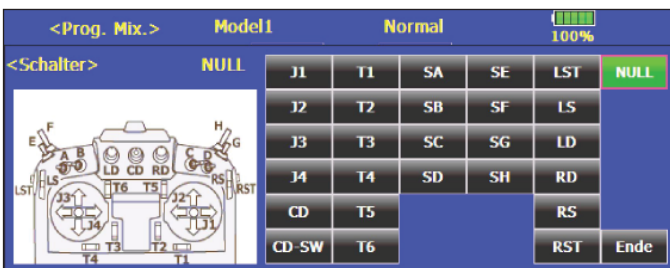 <Prog. Mix.> Model1 Normal 100%
<Schalter> NULL
J1 T1 SA SE LST NULL
J2 T2 SB SF LS
J3 T3 SC SG LD
J4 T4 SD SH RD
CD T5 RS
CD-SW T6 RST Ende
F H
E A B C D G
LD CD RD
LST LS T6 T5 RS RST
J3 J2
J4 J1
T3 T2
T4 T1